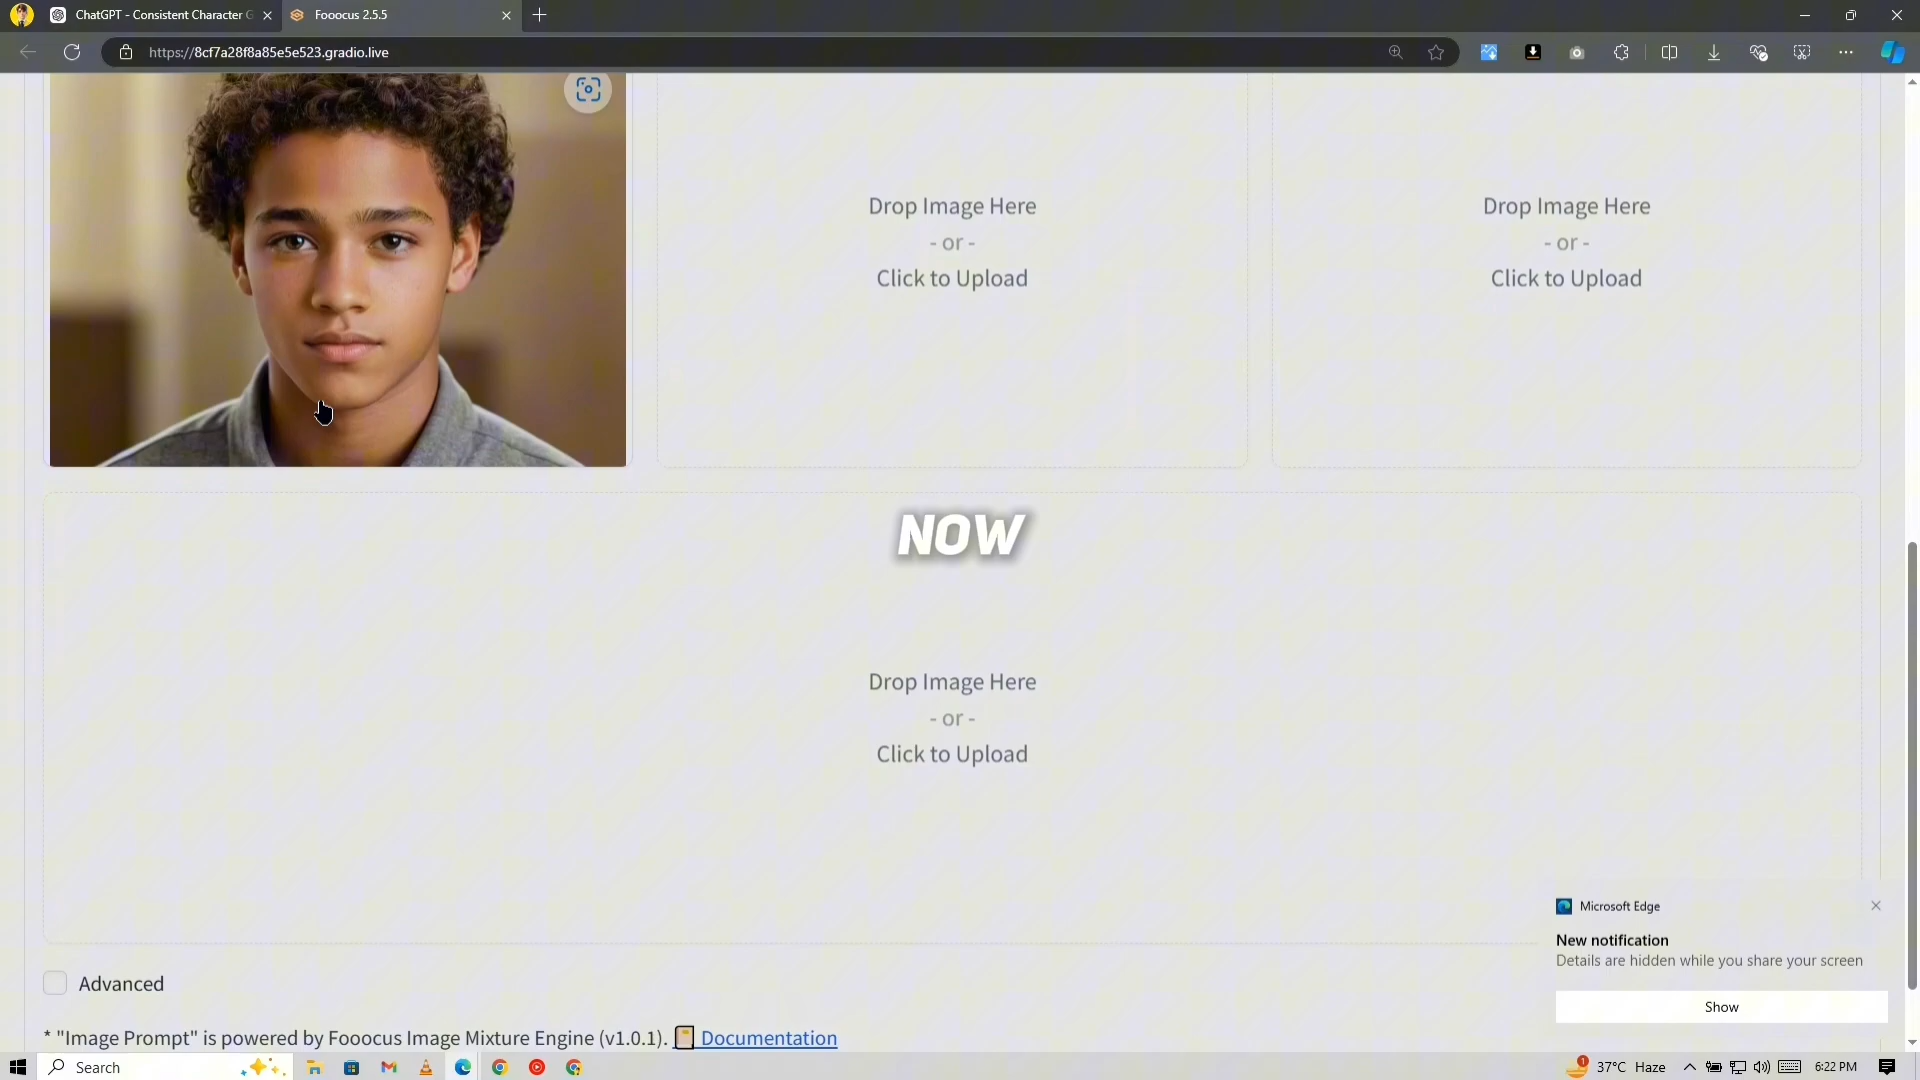 ChatGPT - Consistent Character G
Fooocus 2.5.5
https://8cf7a28f8a85e5e523.gradio.live
Drop Image Here
- or -
Click to Upload
Drop Image Here
- or -
Click to Upload
NOW
Drop Image Here
- or -
Click to Upload
Microsoft Edge
New notification
Details are hidden while you share your screen
Show
Advanced
* "Image Prompt" is powered by Fooocus Image Mixture Engine (v1.0.1). Documentation
Search
1
37°C Haze
6:22 PM